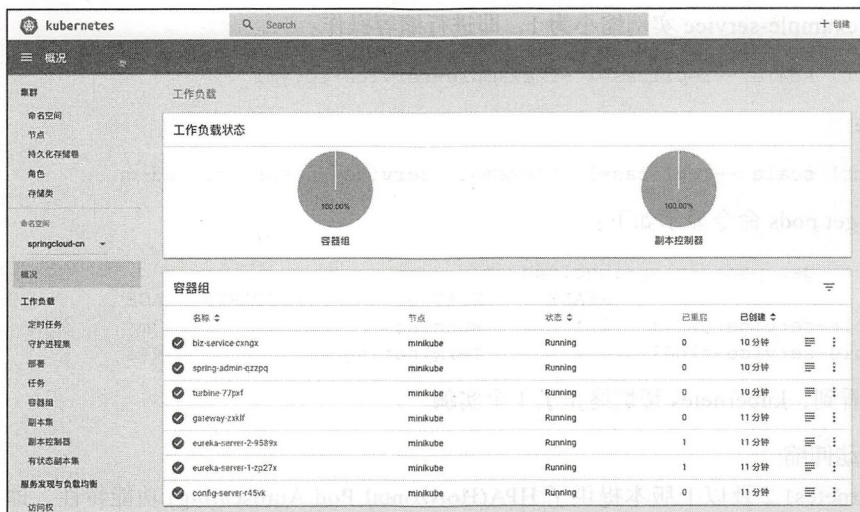 kubernetes
Search
+ 创建
概况
集群
命名空间
节点
持久化存储卷
角色
存储类
命名空间
springcloud-cn
概况
工作负载
定时任务
守护进程集
部署
任务
容器组
副本集
副本控制器
有状态副本集
服务发现与负载均衡
访问权
工作负载
工作负载状态
100.00%
容器组
100.00%
副本控制器
容器组
名称 节点 状态 已重启 已创建
biz-service-cxngx minikube Running 0 10 分钟
spring-admin-qzzpq minikube Running 0 10 分钟
turbine-77pxf minikube Running 0 10 分钟
gateway-zxklf minikube Running 0 11 分钟
eureka-server-2-9589x minikube Running 1 11 分钟
eureka-server-1-zp27x minikube Running 1 11 分钟
config-server-r45vk minikube Running 0 11 分钟